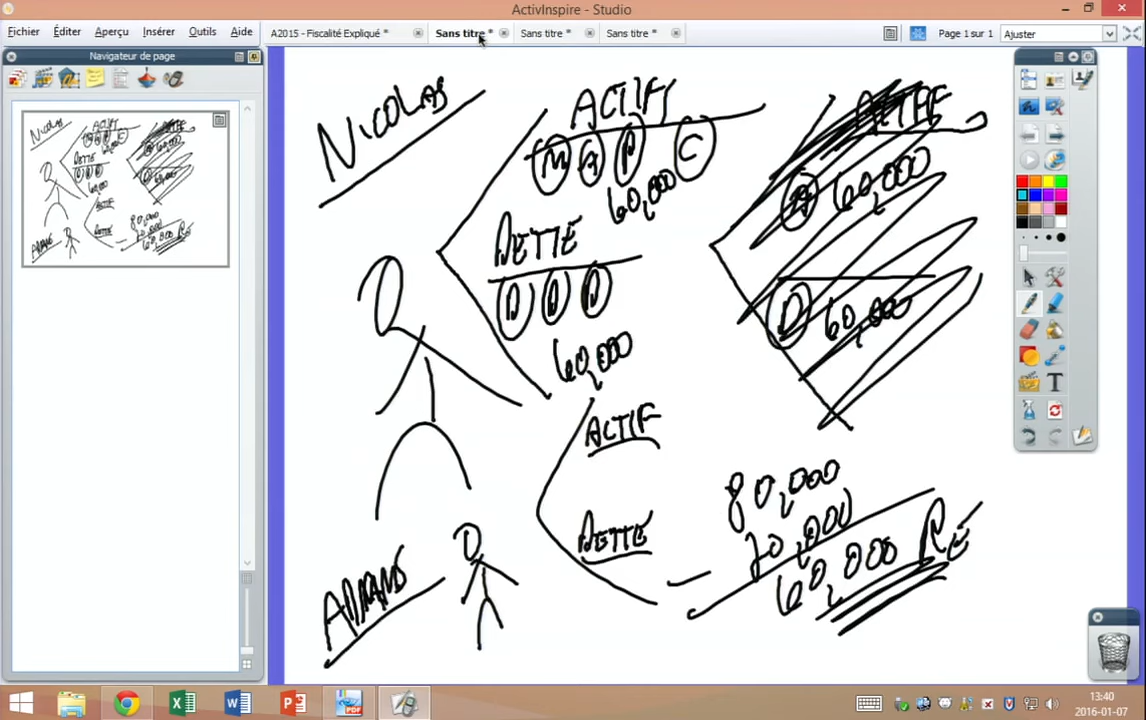 ActivInspire - Studio
Fichier Éditer Aperçu Insérer Outils Aide
A2015 - Fiscalité Expliqué *
Sans titre *
Sans titre *
Sans titre *
Page 1 sur 1
Ajuster
Navigateur de page
NICOLAS
ACTIFS
M A P C
60,000
DETTE
D D D
60,000
60,000
D 60,000
ACTIF
DETTE
80,000
20,000
60,000 RE
T
13:40
2016-01-07